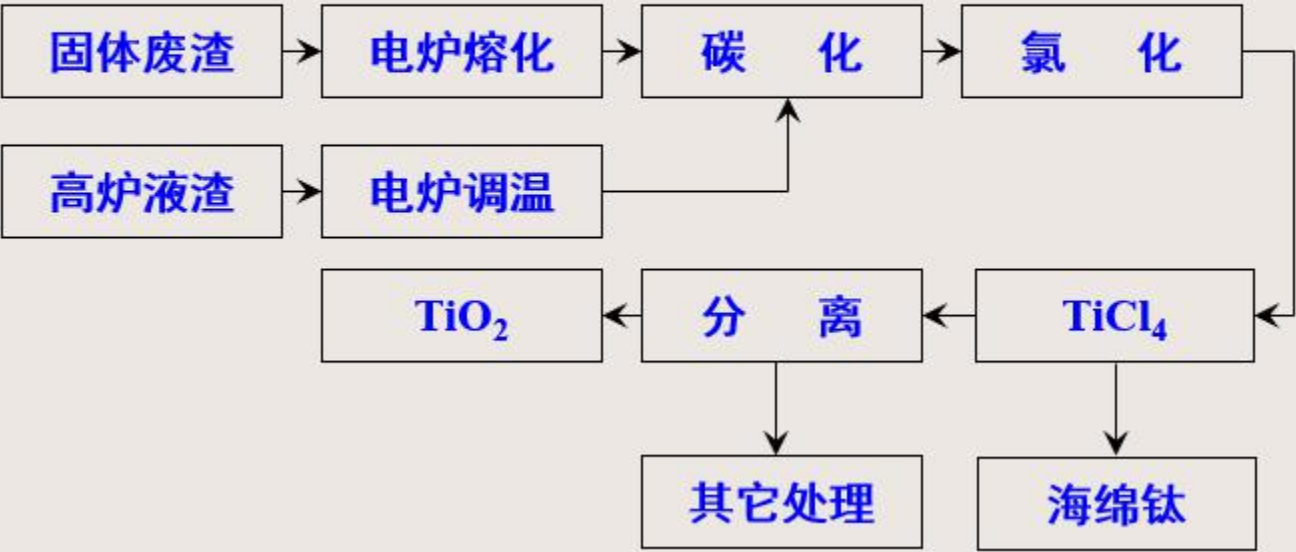 固体废渣
电炉熔化
碳 化
氯 化
高炉液渣
电炉调温
TiO₂
分 离
TiCl₄
其它处理
海绵钛